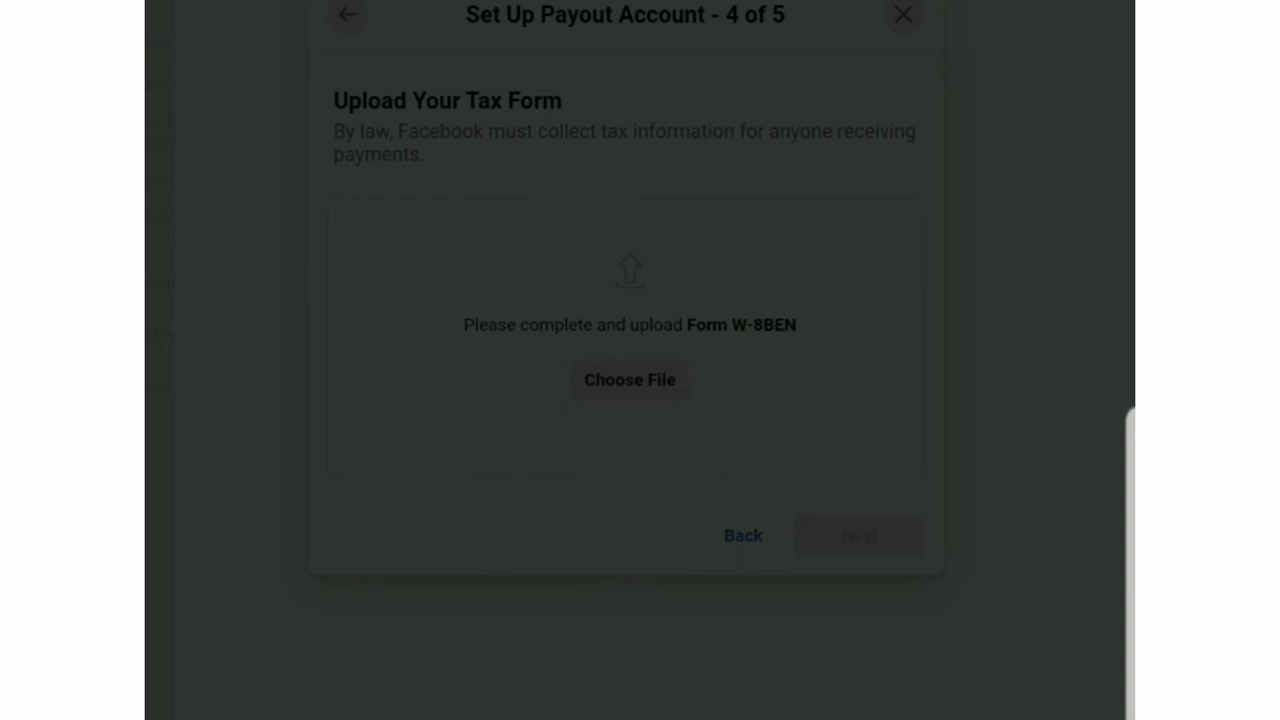 Set Up Payout Account - 4 of 5
Upload Your Tax Form
By law, Facebook must collect tax information for anyone receiving
payments.
Please complete and upload Form W-8BEN
Choose File
Back
Next